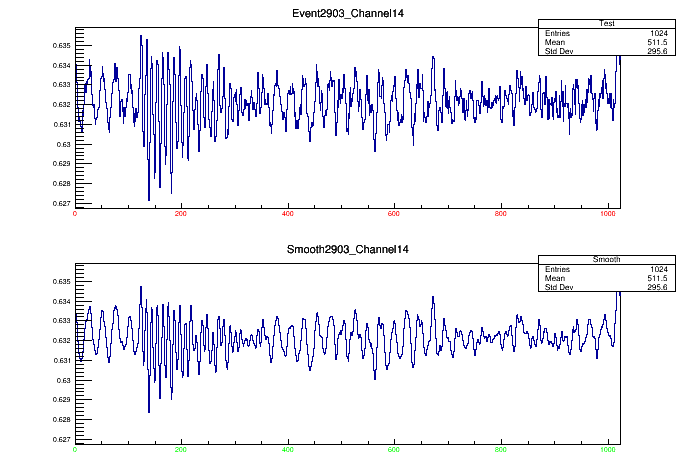 Event2903_Channel14
Test
Entries 1024
Mean 511.5
Std Dev 295.6
0.635
0.634
0.633
0.632
0.631
0.63
0.629
0.628
0.627
0 200 400 600 800 1000
Smooth2903_Channel14
Smooth
Entries 1024
Mean 511.5
Std Dev 295.6
0.635
0.634
0.633
0.632
0.631
0.63
0.629
0.628
0.627
0 200 400 600 800 1000